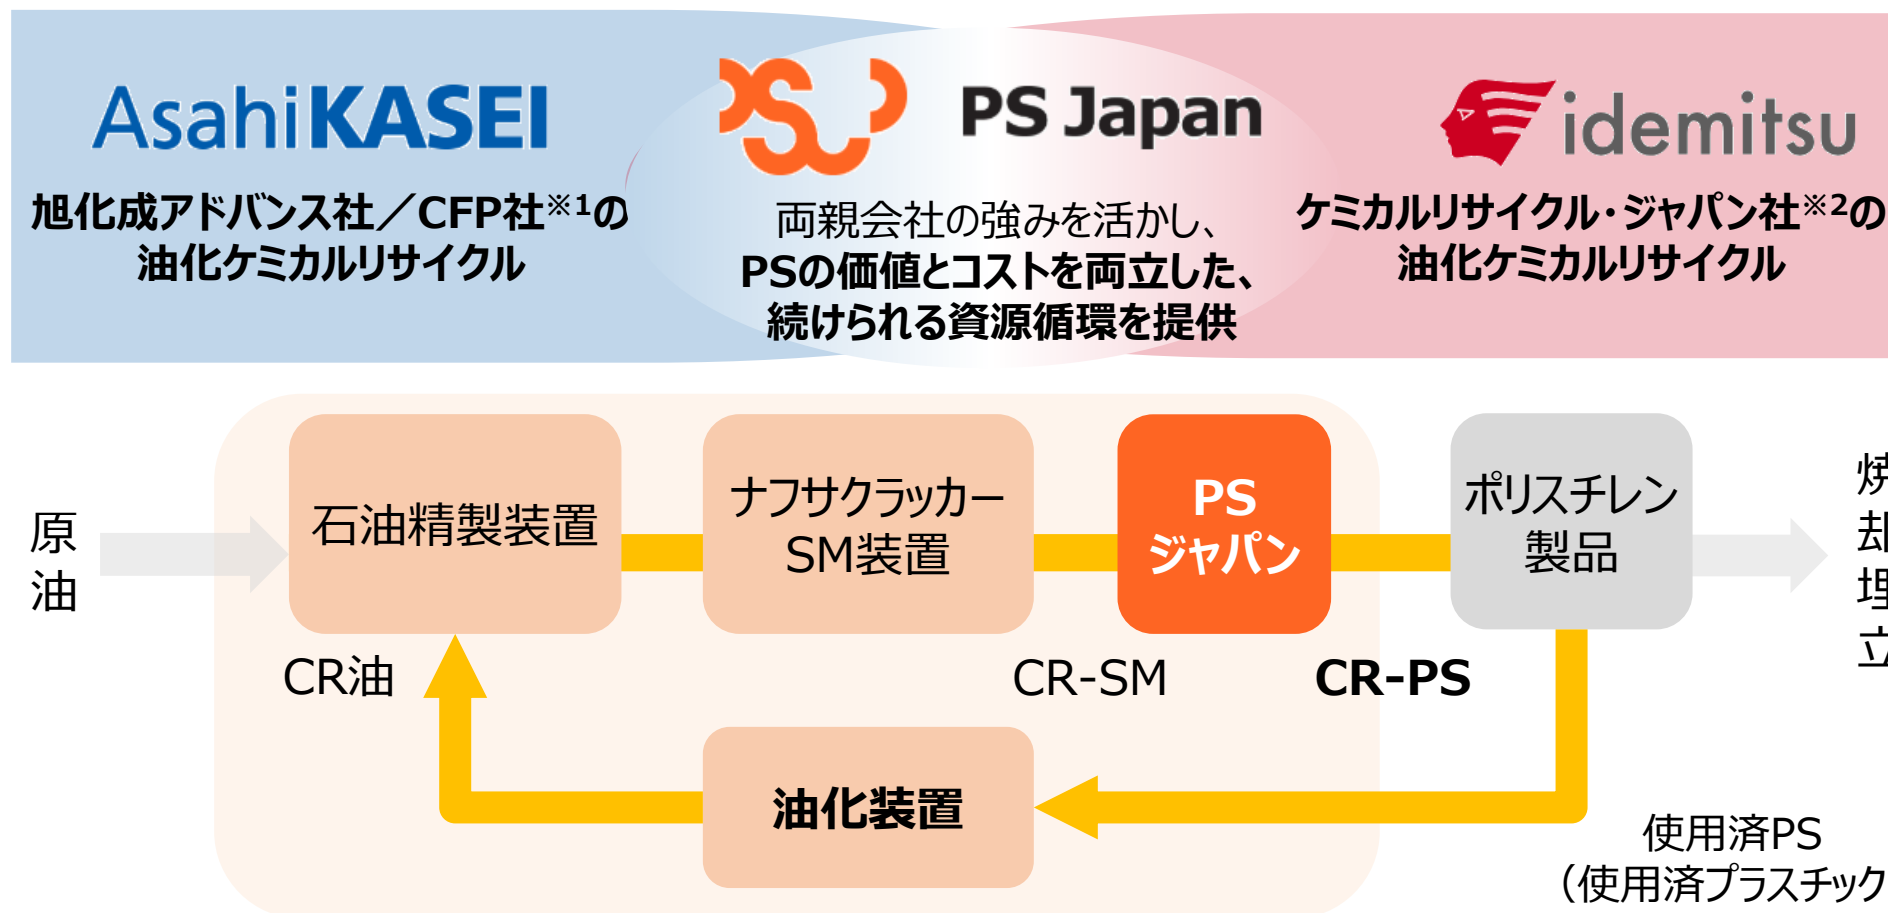 AsahiKASEI
旭化成アドバンス社／CFP社※1の
油化ケミカルリサイクル
PS Japan
両親会社の強みを活かし、
PSの価値とコストを両立した、
続けられる資源循環を提供
idemitsu
ケミカルリサイクル・ジャパン社※2の
油化ケミカルリサイクル
原油
石油精製装置
ナフサクラッカー
SM装置
PS
ジャパン
ポリスチレン
製品
焼却埋立
CR油
CR-SM
CR-PS
油化装置
使用済PS
（使用済プラスチック